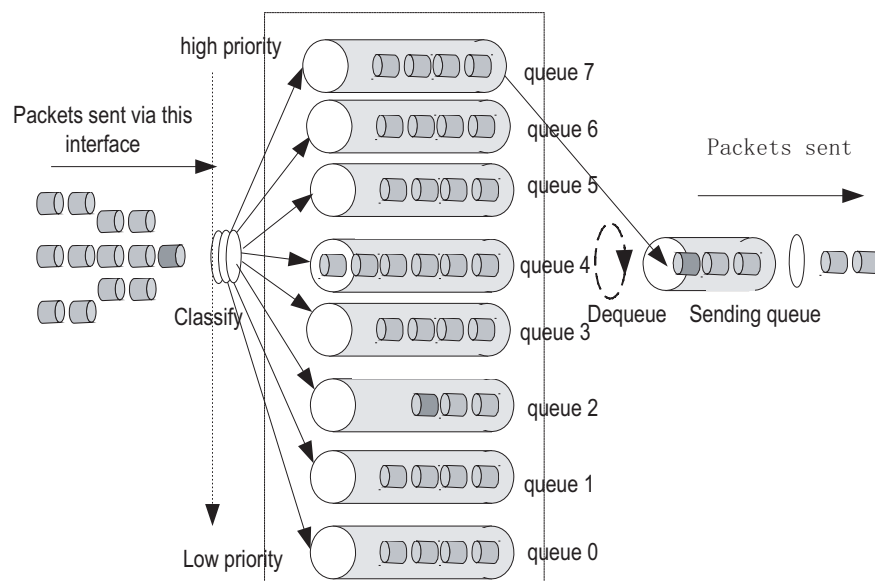 high priority
queue 7
Packets sent via this
interface
queue 6
Packets sent
queue 5
queue 4
Classify
Dequeue
Sending queue
queue 3
queue 2
queue 1
Low priority
queue 0